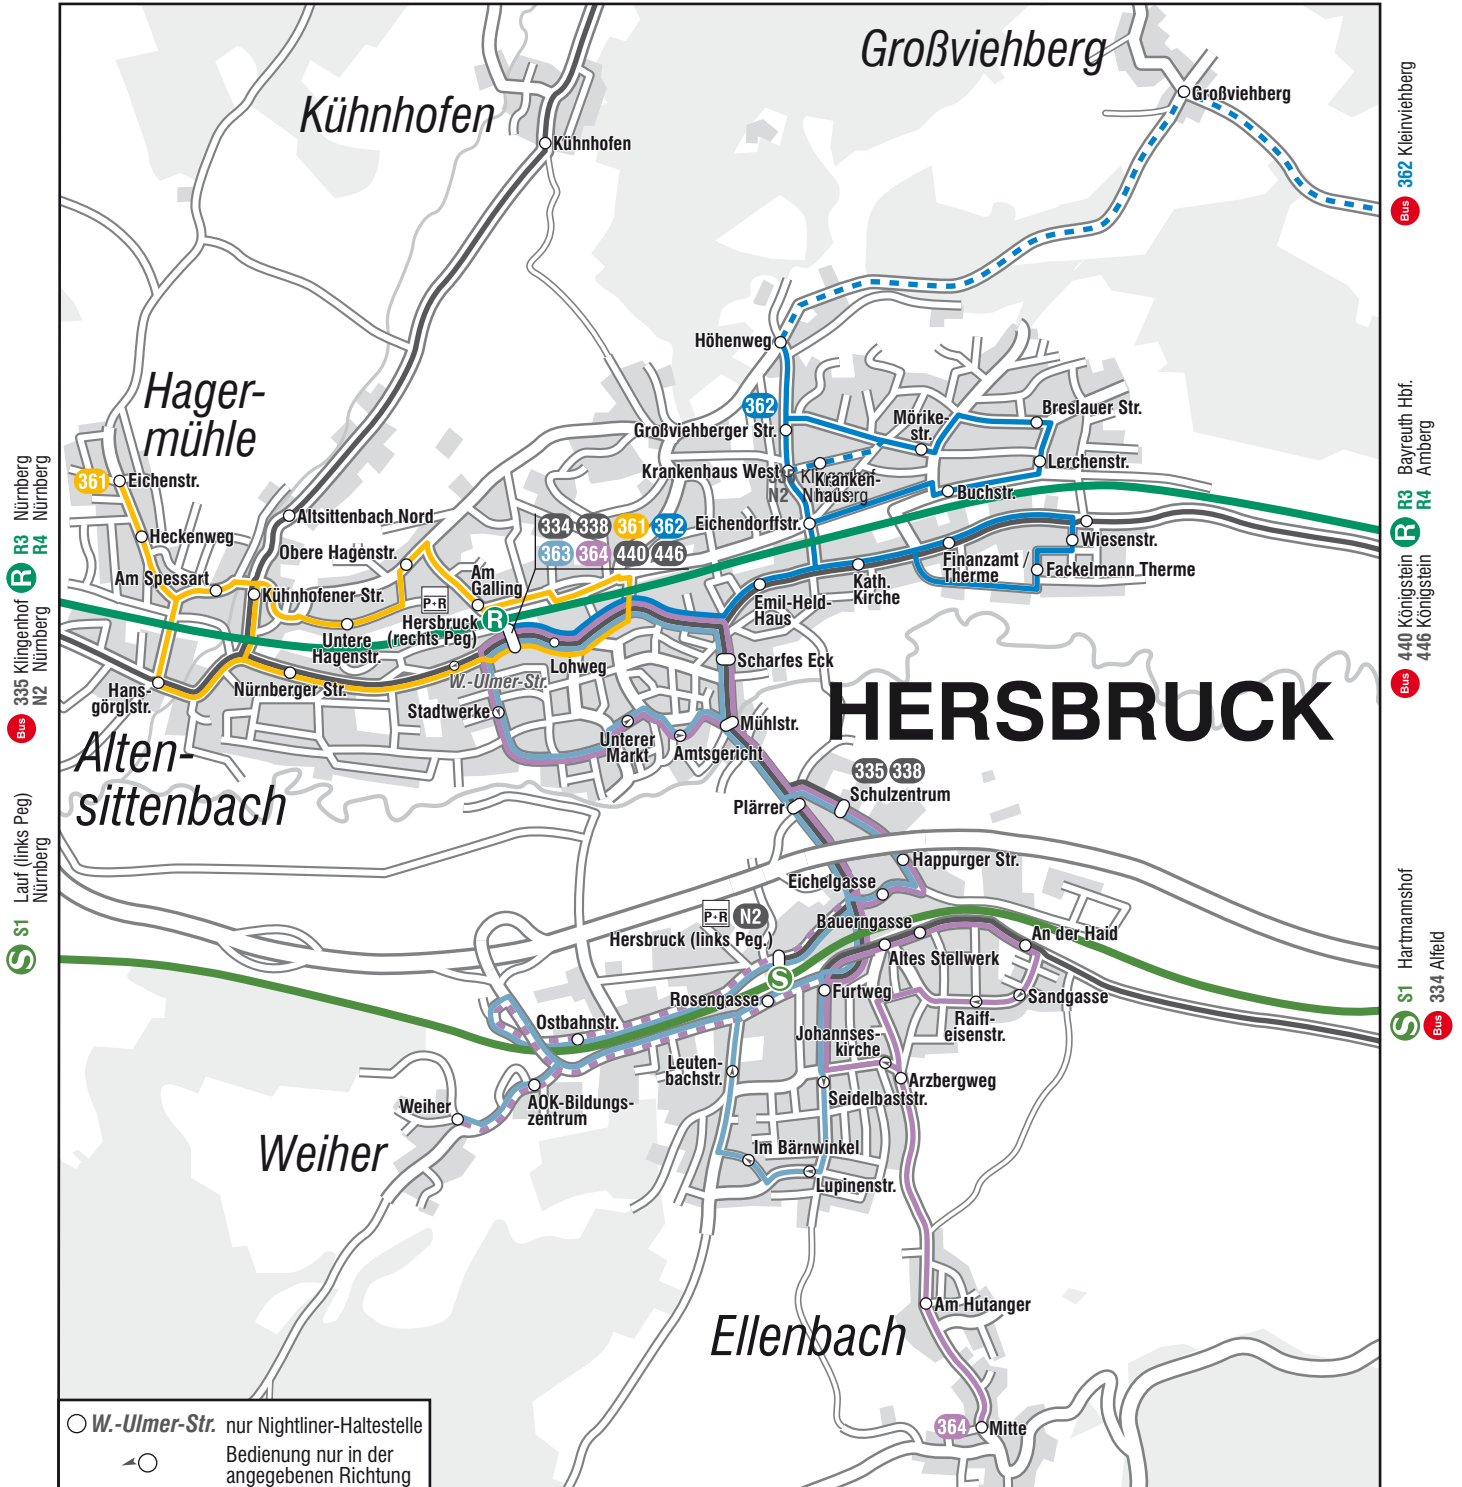 Großviehberg
Großviehberg
Kühnhofen
Kühnhofen
362 Kleinviehberg
Bus
Höhenweg
Hager-
mühle
362
Großviehberger Str.
Mörike-
str.
Breslauer Str.
Lerchenstr.
Krankenhaus West
Kranken-
haus
N2
Buchstr.
Eichendorffstr.
361
Eichenstr.
Heckenweg
Altsittenbach Nord
Obere Hagenstr.
Am Spessart
Kühnhofener Str.
Am
Galling
334 338 361 362
363 364 440 446
P+R
Hersbruck
(rechts Peg)
R
Untere
Hagenstr.
Lohweg
W.-Ulmer-Str.
Nürnberger Str.
Hans-
görglstr.
Stadtwerke
Unterer
Markt
Amtsgericht
Emil-Held-
Haus
Kath.
Kirche
Finanzamt /
Therme
Wiesenstr.
Fackelmann Therme
Scharfes Eck
Mühlstr.
HERSBRUCK
Alten-
sittenbach
335 338
Schulzentrum
Plärrer
Happurger Str.
Eichelgasse
Bauerngasse
P+R N2
Hersbruck (links Peg.)
S
An der Haid
Altes Stellwerk
Sandgasse
Raiff-
eisenstr.
Furtweg
Rosengasse
Ostbahnstr.
Johannses-
kirche
Leuten-
bachstr.
Arzbergweg
Seidelbaststr.
AOK-Bildungs-
zentrum
Weiher
Weiher
Im Bärnwinkel
Lupinenstr.
Am Hutanger
Ellenbach
364
Mitte
R R3 Nürnberg
R4 Nürnberg
Bus 335 Klingenhof
N2 Nürnberg
S S1 Lauf (links Peg)
Nürnberg
R R3 Bayreuth Hbf.
R4 Amberg
Bus 440 Königstein
446 Königstein
S S1 Hartmannshof
Bus 334 Alfeld
W.-Ulmer-Str. nur Nightliner-Haltestelle
Bedienung nur in der
angegebenen Richtung